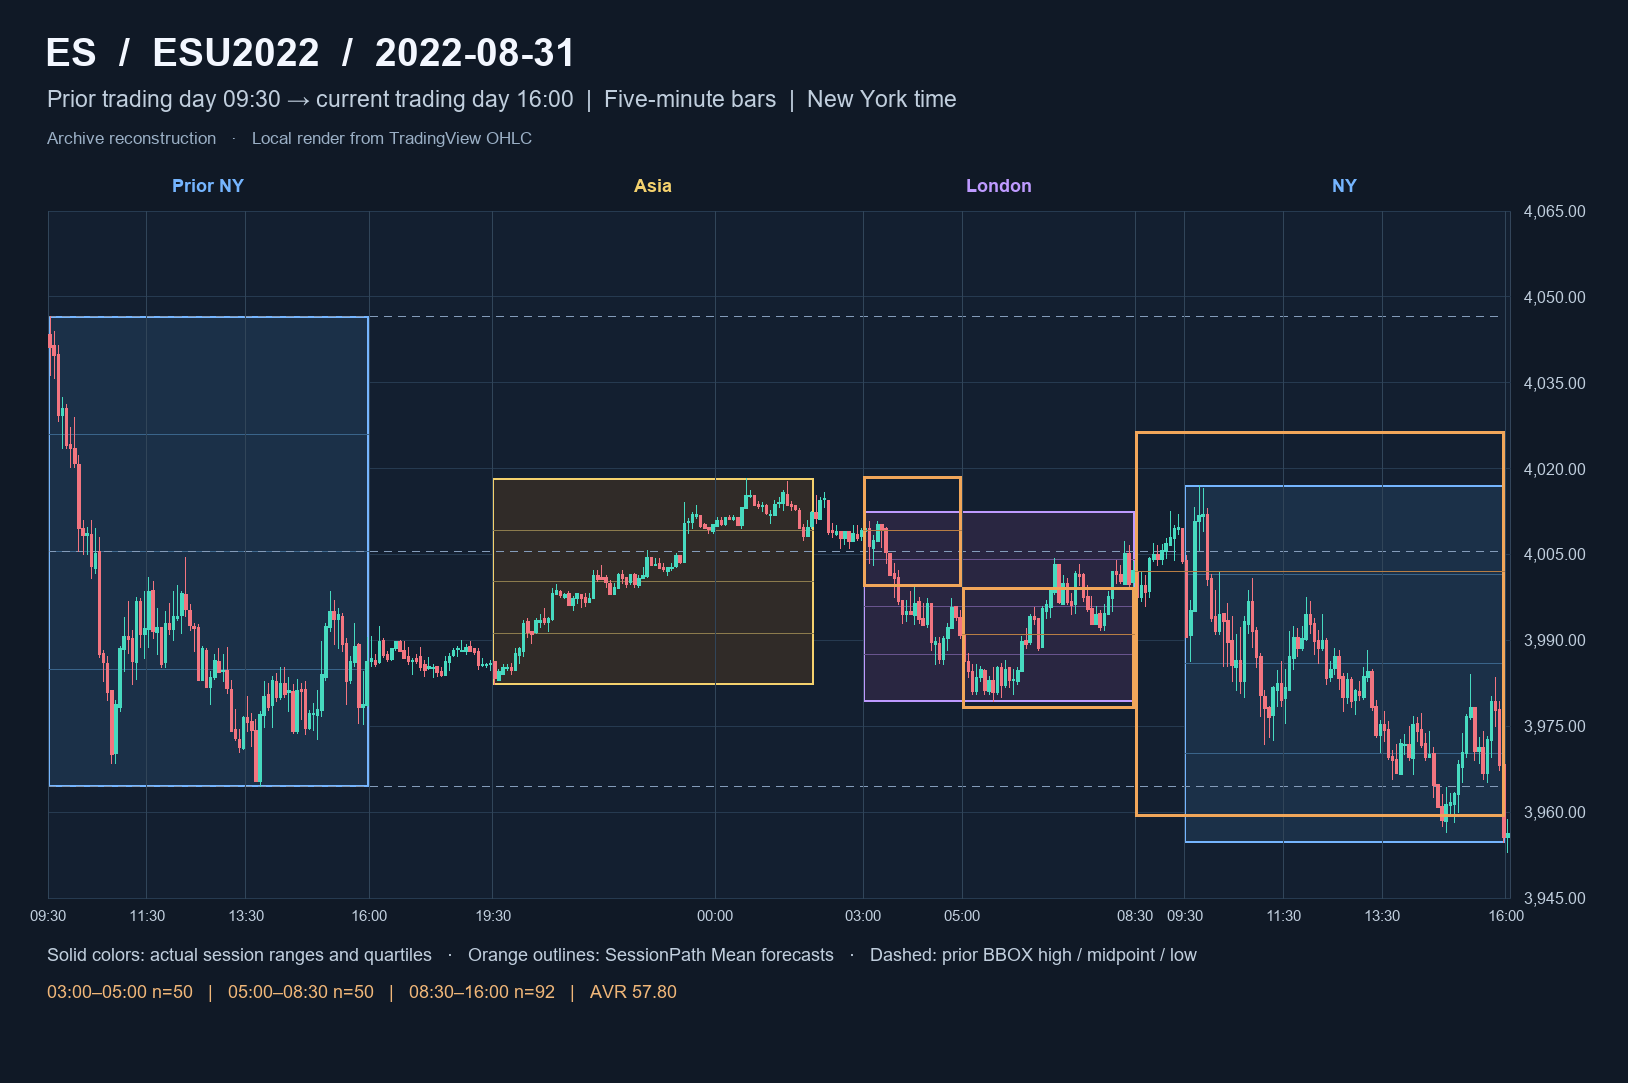 ES / ESU2022 / 2022-08-31
Prior trading day 09:30 → current trading day 16:00 | Five-minute bars | New York time
Archive reconstruction · Local render from TradingView OHLC
Prior NY Asia London NY
4,065.00
4,050.00
4,035.00
4,020.00
4,005.00
3,990.00
3,975.00
3,960.00
3,945.00
09:30 11:30 13:30 16:00 19:30 00:00 03:00 05:00 08:30 09:30 11:30 13:30 16:00
Solid colors: actual session ranges and quartiles · Orange outlines: SessionPath Mean forecasts · Dashed: prior BBOX high / midpoint / low
03:00–05:00 n=50 | 05:00–08:30 n=50 | 08:30–16:00 n=92 | AVR 57.80